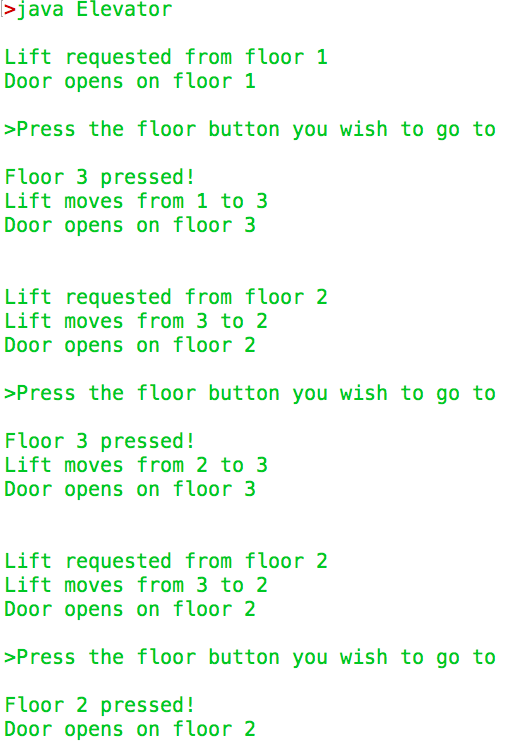 >java Elevator
Lift requested from floor 1
Door opens on floor 1
>Press the floor button you wish to go to
Floor 3 pressed!
Lift moves from 1 to 3
Door opens on floor 3
Lift requested from floor 2
Lift moves from 3 to 2
Door opens on floor 2
>Press the floor button you wish to go to
Floor 3 pressed!
Lift moves from 2 to 3
Door opens on floor 3
Lift requested from floor 2
Lift moves from 3 to 2
Door opens on floor 2
>Press the floor button you wish to go to
Floor 2 pressed!
Door opens on floor 2